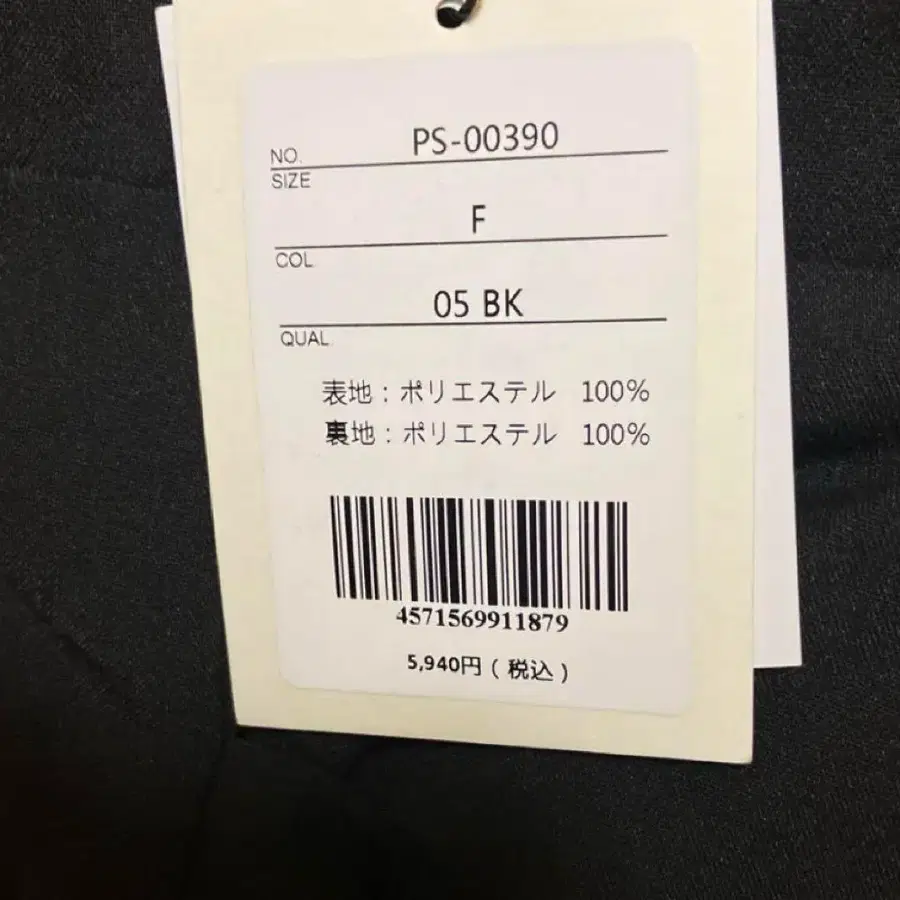 NO. PS-00390
SIZE
F
COL.
05 BK
QUAL.
表地：ポリエステル 100%
裏地：ポリエステル 100%
4571569911879
5,940円（税込）